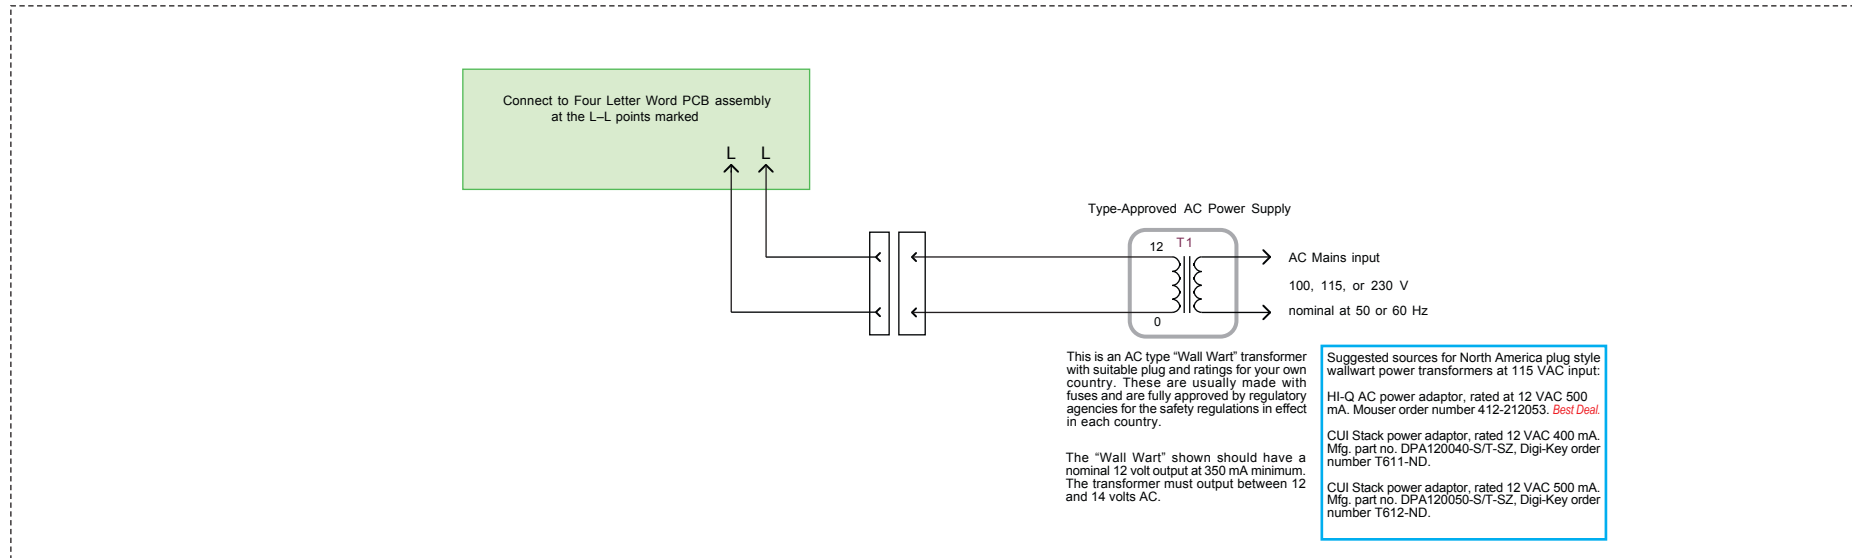 Connect to Four Letter Word PCB assembly
at the L–L points marked
L L
Type-Approved AC Power Supply
12 T1
0
AC Mains input
100, 115, or 230 V
nominal at 50 or 60 Hz
This is an AC type “Wall Wart” transformer
with suitable plug and ratings for your own
country. These are usually made with
fuses and are fully approved by regulatory
agencies for the safety regulations in effect
in each country.
The “Wall Wart” shown should have a
nominal 12 volt output at 350 mA minimum.
The transformer must output between 12
and 14 volts AC.
Suggested sources for North America plug style
wallwart power transformers at 115 VAC input:
HI-Q AC power adaptor, rated at 12 VAC 500
mA. Mouser order number 412-212053. Best Deal.
CUI Stack power adaptor, rated 12 VAC 400 mA.
Mfg. part no. DPA120040-S/T-SZ, Digi-Key order
number T611-ND.
CUI Stack power adaptor, rated 12 VAC 500 mA.
Mfg. part no. DPA120050-S/T-SZ, Digi-Key order
number T612-ND.